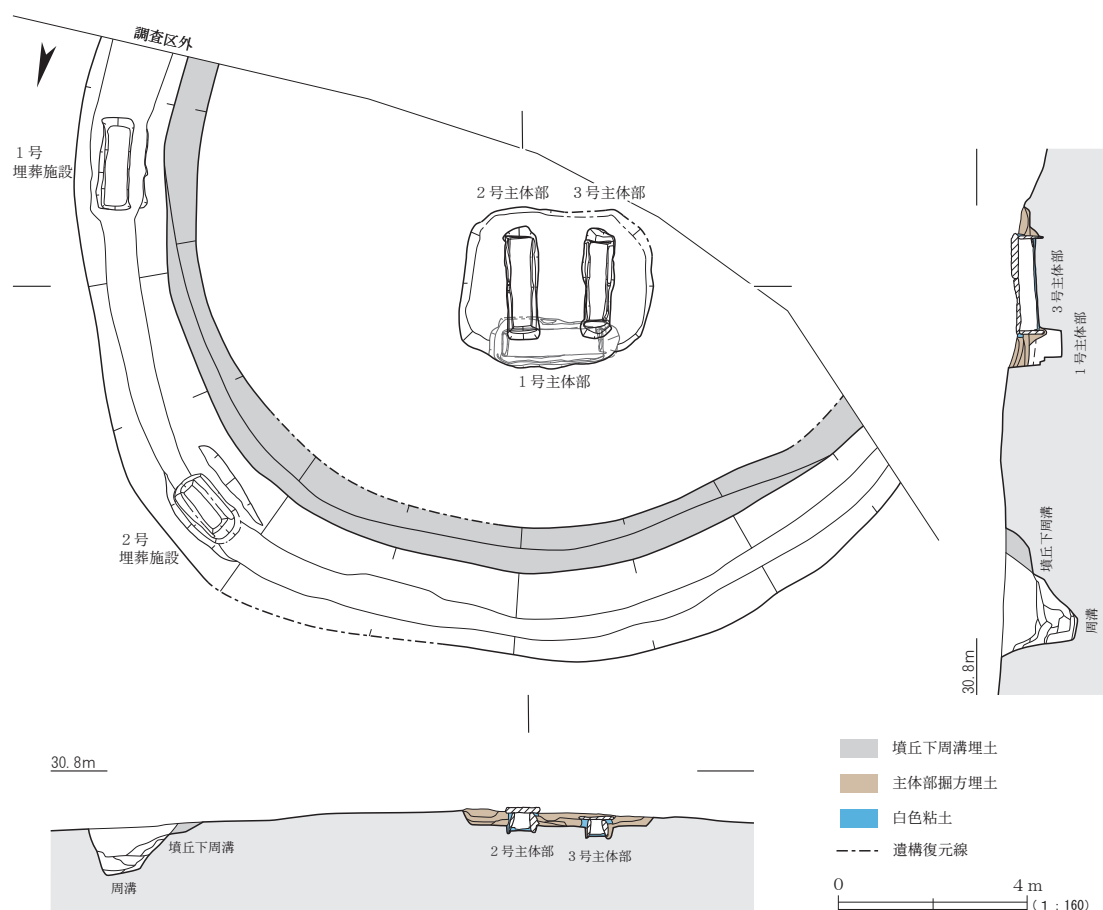 調査区外
1号
埋葬施設
2号主体部 3号主体部
1号主体部
2号
埋葬施設
3号主体部
1号主体部
墳丘下周溝
周溝
30.8m
30.8m
墳丘下周溝
周溝
2号主体部
3号主体部
墳丘下周溝埋土
主体部掘方埋土
白色粘土
遺構復元線
0 4m
(1:160)